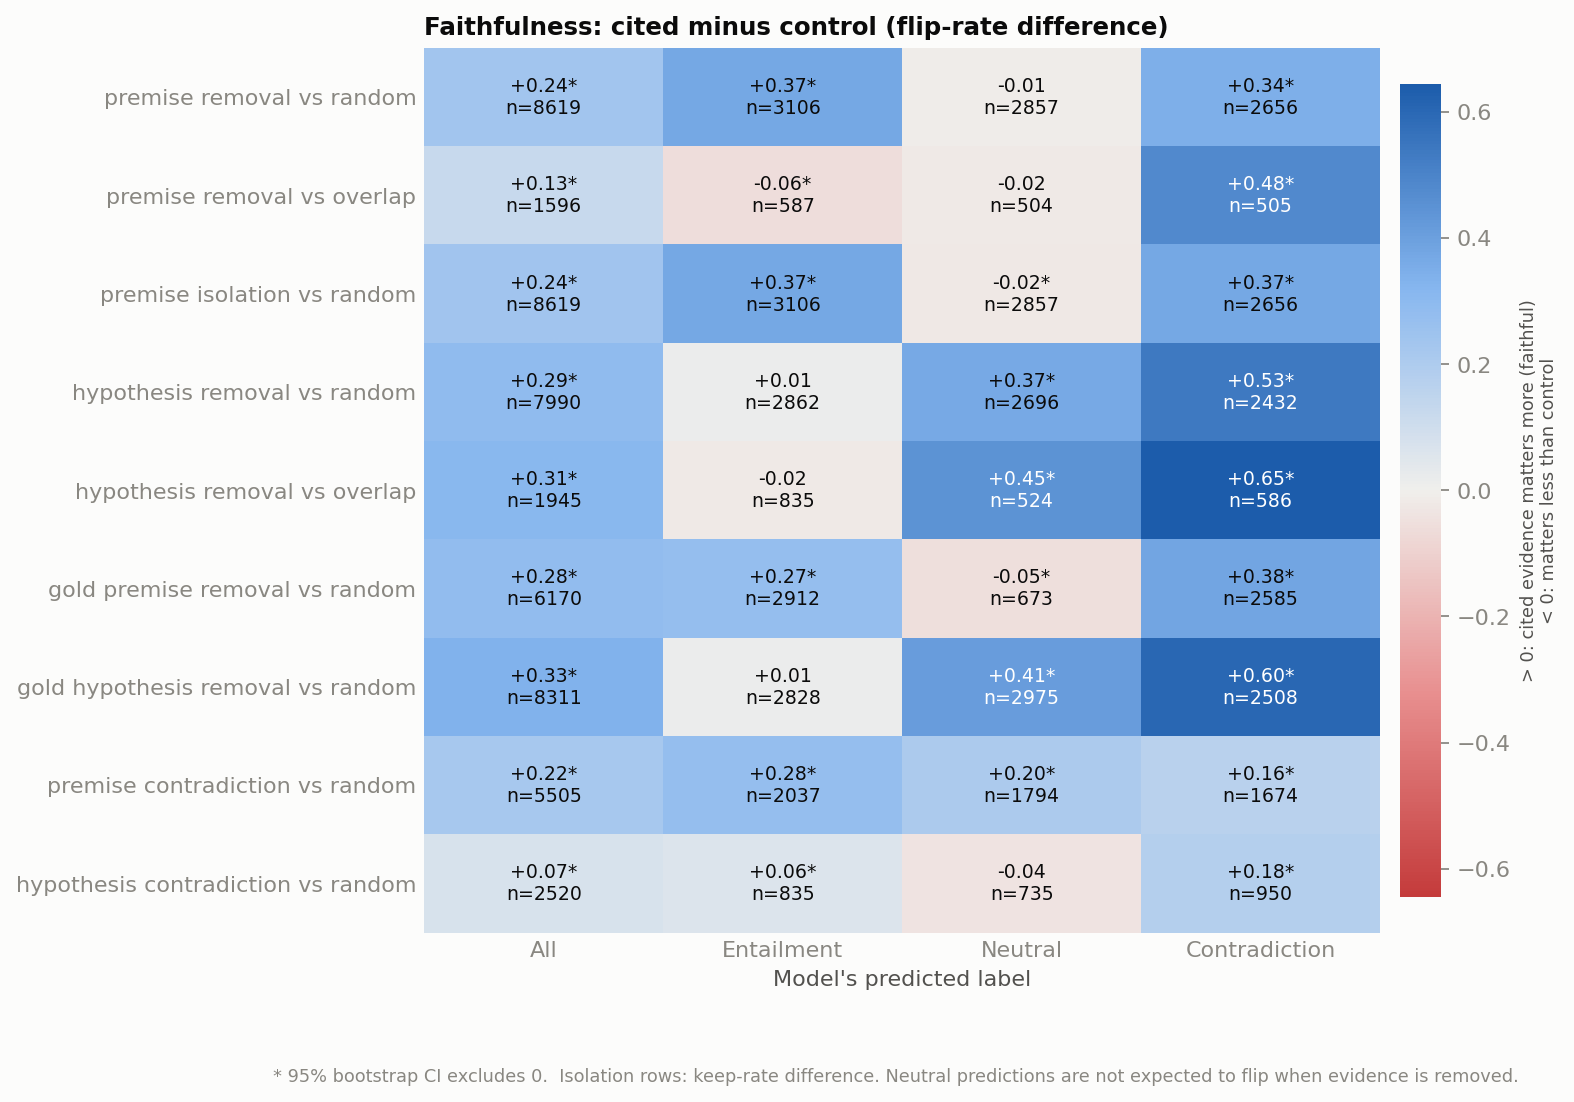 Faithfulness: cited minus control (flip-rate difference)
premise removal vs random
+0.24*
n=8619
+0.37*
n=3106
-0.01
n=2857
+0.34*
n=2656
premise removal vs overlap
+0.13*
n=1596
-0.06*
n=587
-0.02
n=504
+0.48*
n=505
premise isolation vs random
+0.24*
n=8619
+0.37*
n=3106
-0.02*
n=2857
+0.37*
n=2656
hypothesis removal vs random
+0.29*
n=7990
+0.01
n=2862
+0.37*
n=2696
+0.53*
n=2432
hypothesis removal vs overlap
+0.31*
n=1945
-0.02
n=835
+0.45*
n=524
+0.65*
n=586
gold premise removal vs random
+0.28*
n=6170
+0.27*
n=2912
-0.05*
n=673
+0.38*
n=2585
gold hypothesis removal vs random
+0.33*
n=8311
+0.01
n=2828
+0.41*
n=2975
+0.60*
n=2508
premise contradiction vs random
+0.22*
n=5505
+0.28*
n=2037
+0.20*
n=1794
+0.16*
n=1674
hypothesis contradiction vs random
+0.07*
n=2520
+0.06*
n=835
-0.04
n=735
+0.18*
n=950
All
Entailment
Neutral
Contradiction
Model's predicted label
0.6
0.4
0.2
0.0
−0.2
−0.4
−0.6
> 0: cited evidence matters more (faithful)
< 0: matters less than control
* 95% bootstrap CI excludes 0.  Isolation rows: keep-rate difference. Neutral predictions are not expected to flip when evidence is removed.